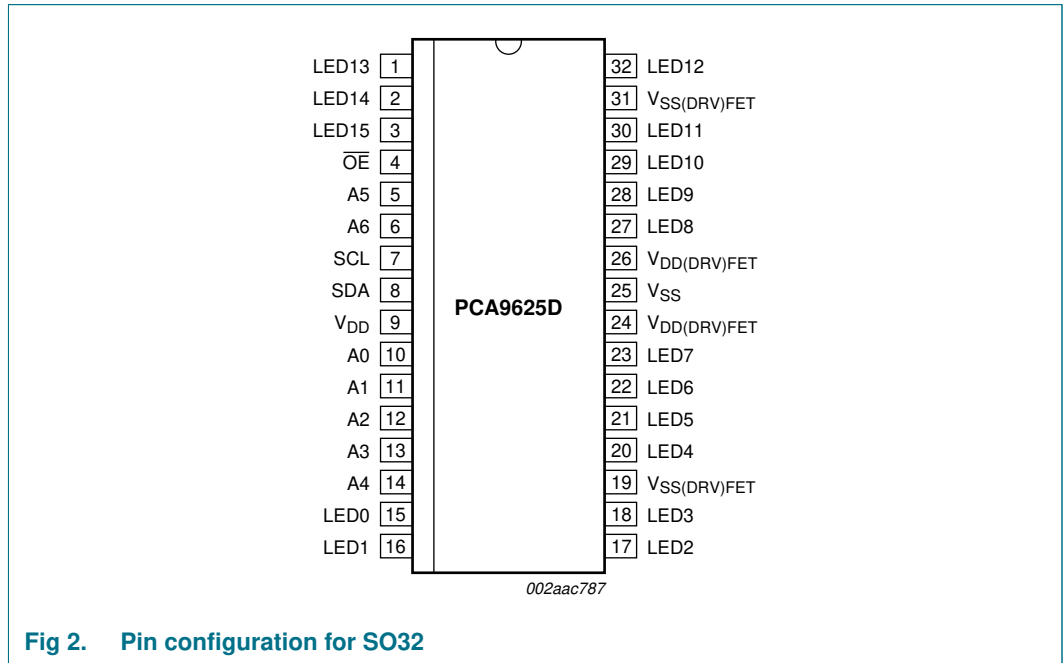 LED13 1
LED14 2
LED15 3
OE 4
A5 5
A6 6
SCL 7
SDA 8
VDD 9
A0 10
A1 11
A2 12
A3 13
A4 14
LED0 15
LED1 16
PCA9625D
32 LED12
31 VSS(DRV)FET
30 LED11
29 LED10
28 LED9
27 LED8
26 VDD(DRV)FET
25 VSS
24 VDD(DRV)FET
23 LED7
22 LED6
21 LED5
20 LED4
19 VSS(DRV)FET
18 LED3
17 LED2
002aac787
Fig 2. Pin configuration for SO32